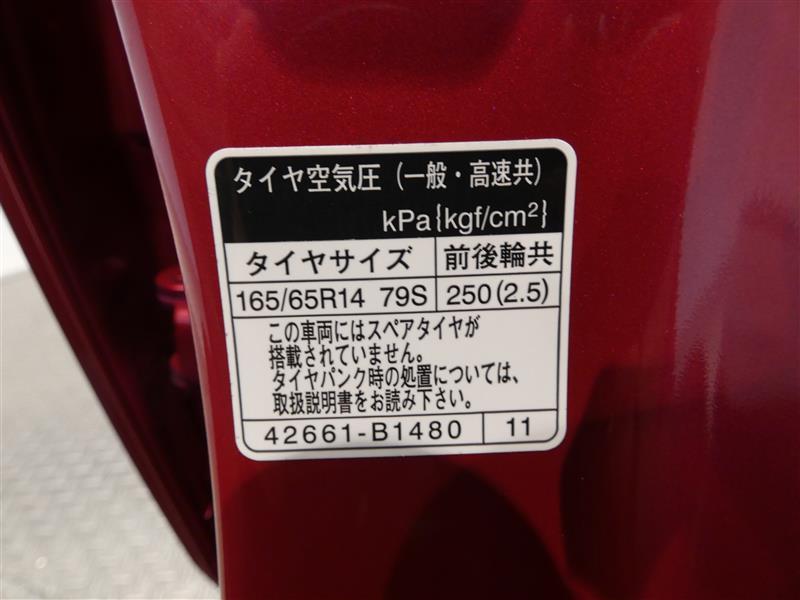 タイヤ空気圧（一般・高速共）
kPa{kgf/cm²}
タイヤサイズ 前後輪共
165/65R14 79S 250(2.5)
この車両にはスペアタイヤが
搭載されていません。
タイヤパンク時の処置については、
取扱説明書をお読み下さい。
42661-B1480 11